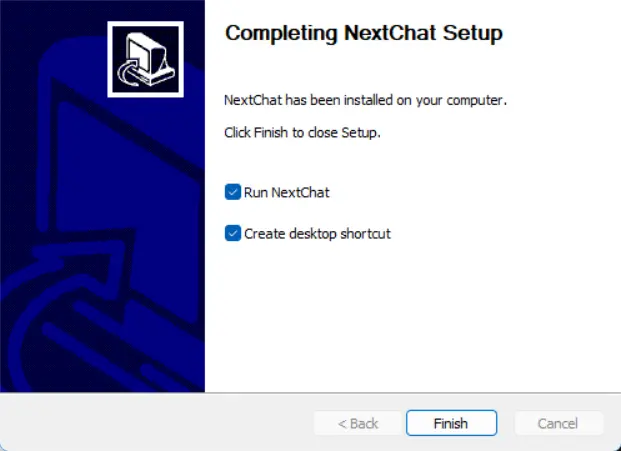 Completing NextChat Setup
NextChat has been installed on your computer.
Click Finish to close Setup.
Run NextChat
Create desktop shortcut
< Back
Finish
Cancel